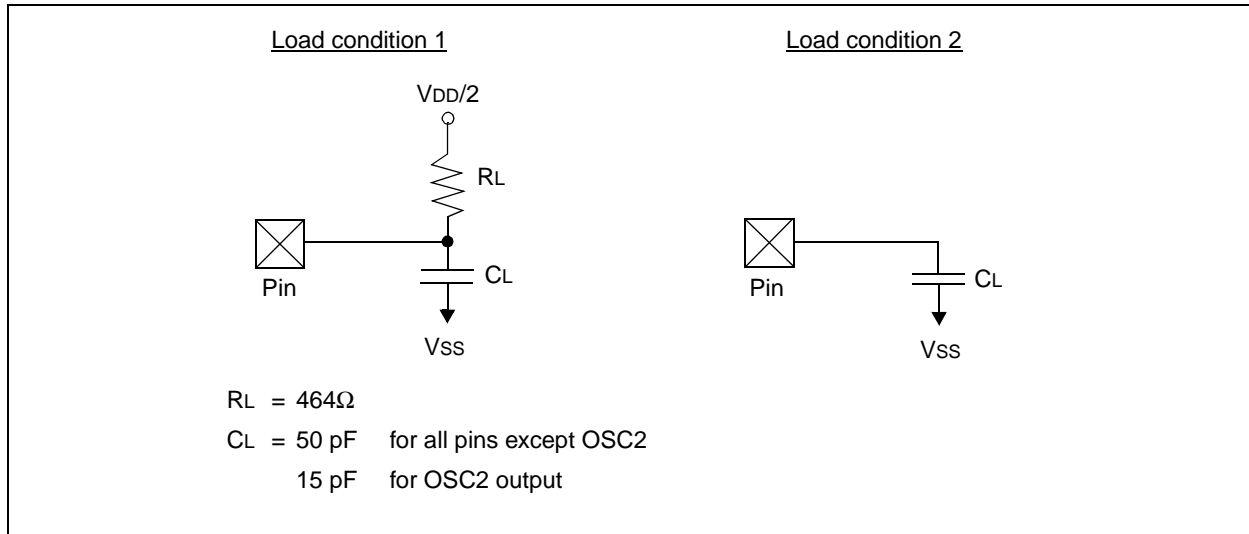 Load condition 1
VDD/2
RL
Pin
CL
VSS
Load condition 2
Pin
CL
VSS
RL = 464Ω
CL = 50 pF for all pins except OSC2
15 pF for OSC2 output